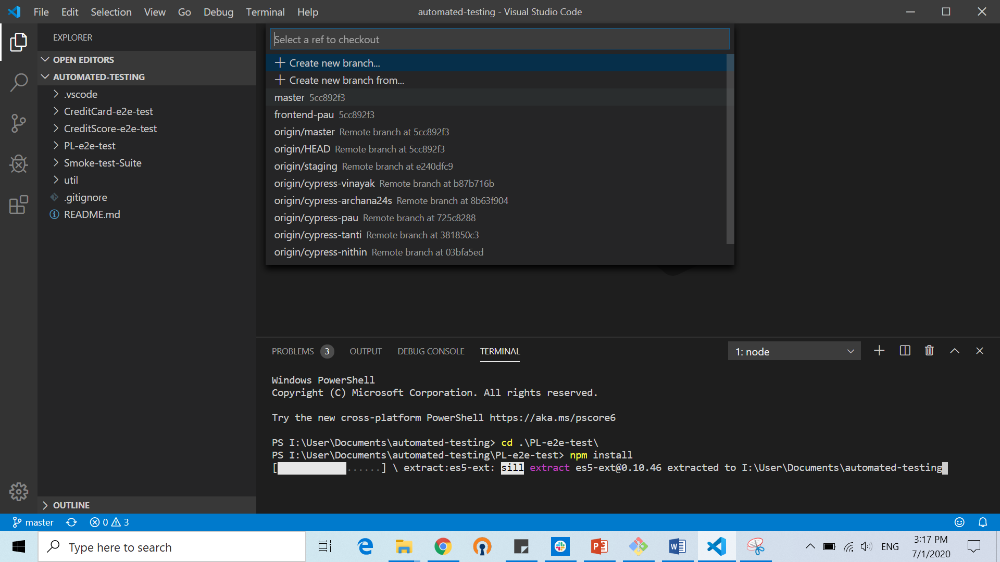 File Edit Selection View Go Debug Terminal Help
automated-testing - Visual Studio Code
EXPLORER
OPEN EDITORS
AUTOMATED-TESTING
.vscode
CreditCard-e2e-test
CreditScore-e2e-test
PL-e2e-test
Smoke-test-Suite
util
.gitignore
README.md
OUTLINE
Select a ref to checkout
Create new branch...
Create new branch from...
master 5cc892f3
frontend-pau 5cc892f3
origin/master Remote branch at 5cc892f3
origin/HEAD Remote branch at 5cc892f3
origin/staging Remote branch at e240dfc9
origin/cypress-vinayak Remote branch at b87b716b
origin/cypress-archana24s Remote branch at 8b63f904
origin/cypress-pau Remote branch at 725c8288
origin/cypress-tanti Remote branch at 381850c3
origin/cypress-nithin Remote branch at 03bfa5ed
PROBLEMS 3 OUTPUT DEBUG CONSOLE TERMINAL
1: node
Windows PowerShell
Copyright (C) Microsoft Corporation. All rights reserved.
Try the new cross-platform PowerShell https://aka.ms/pscore6
PS I:\User\Documents\automated-testing> cd .\PL-e2e-test\
PS I:\User\Documents\automated-testing\PL-e2e-test> npm install
[ ......] \ extract:es5-ext: sill extract es5-ext@0.10.46 extracted to I:\User\Documents\automated-testing
master 0 3
Type here to search
ENG
3:17 PM
7/1/2020